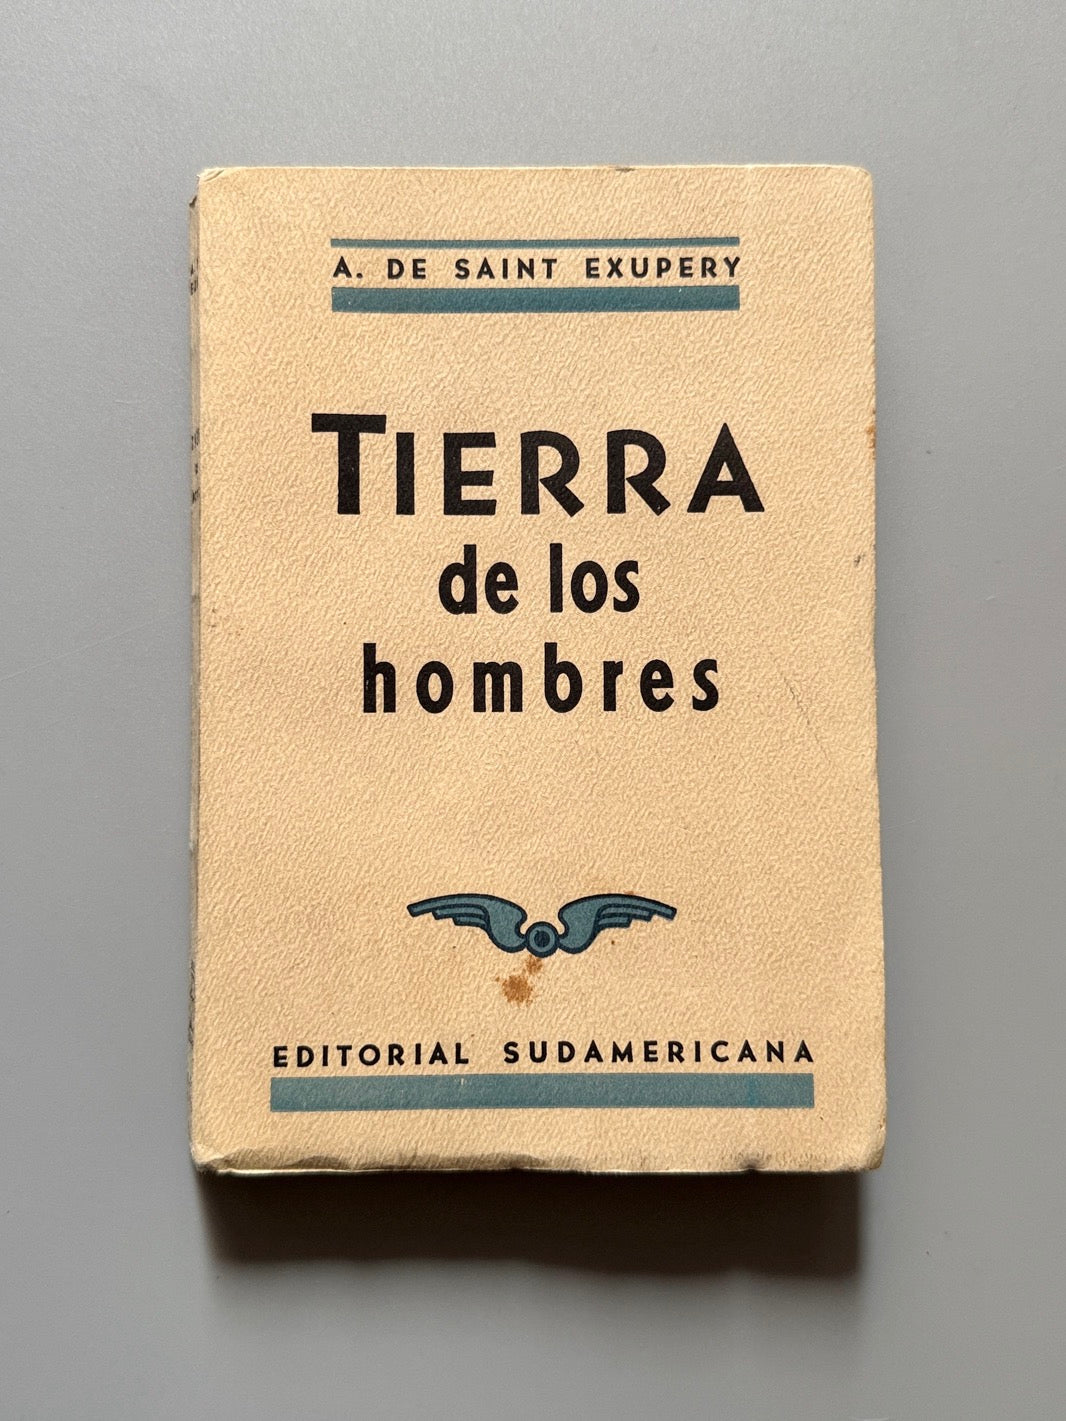 A. DE SAINT EXUPERY
TIERRA
de los
hombres
EDITORIAL SUDAMERICANA